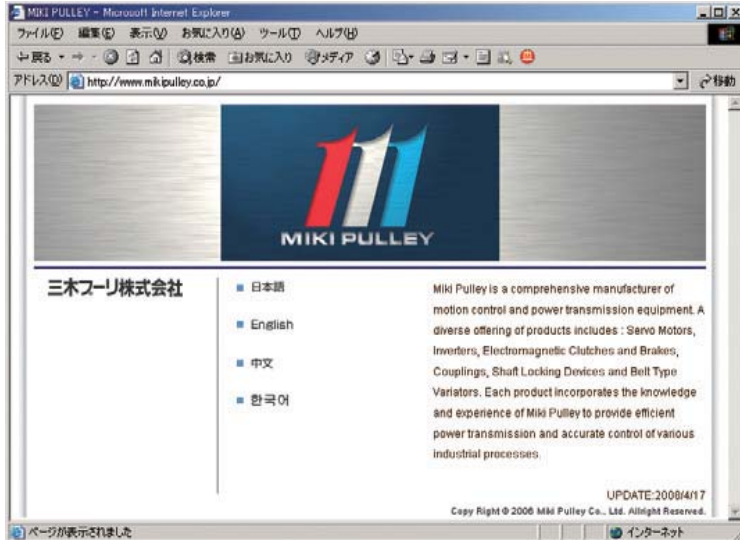 MIKI PULLEY - Microsoft Internet Explorer
ファイル(F) 編集(E) 表示(V) お気に入り(A) ツール(T) ヘルプ(H)
戻る 検索 お気に入り メディア
アドレス(D) http://www.mikipulley.co.jp/ 移動
MIKI PULLEY
三木プーリ株式会社
日本語
English
中文
한국어
Miki Pulley is a comprehensive manufacturer of
motion control and power transmission equipment. A
diverse offering of products includes : Servo Motors,
Inverters, Electromagnetic Clutches and Brakes,
Couplings, Shaft Locking Devices and Belt Type
Variators. Each product incorporates the knowledge
and experience of Miki Pulley to provide efficient
power transmission and accurate control of various
industrial processes.
UPDATE:2008/4/17
Copy Right © 2006 Miki Pulley Co., Ltd. Allright Reserved.
ページが表示されました インターネット